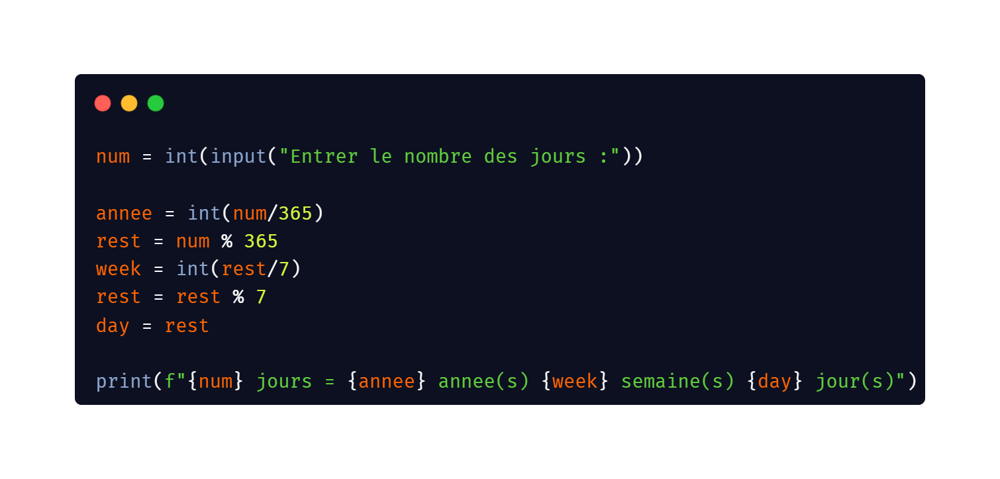 num = int(input("Entrer le nombre des jours :"))
annee = int(num/365)
rest = num % 365
week = int(rest/7)
rest = rest % 7
day = rest
print(f"{num} jours = {annee} annee(s) {week} semaine(s) {day} jour(s)")